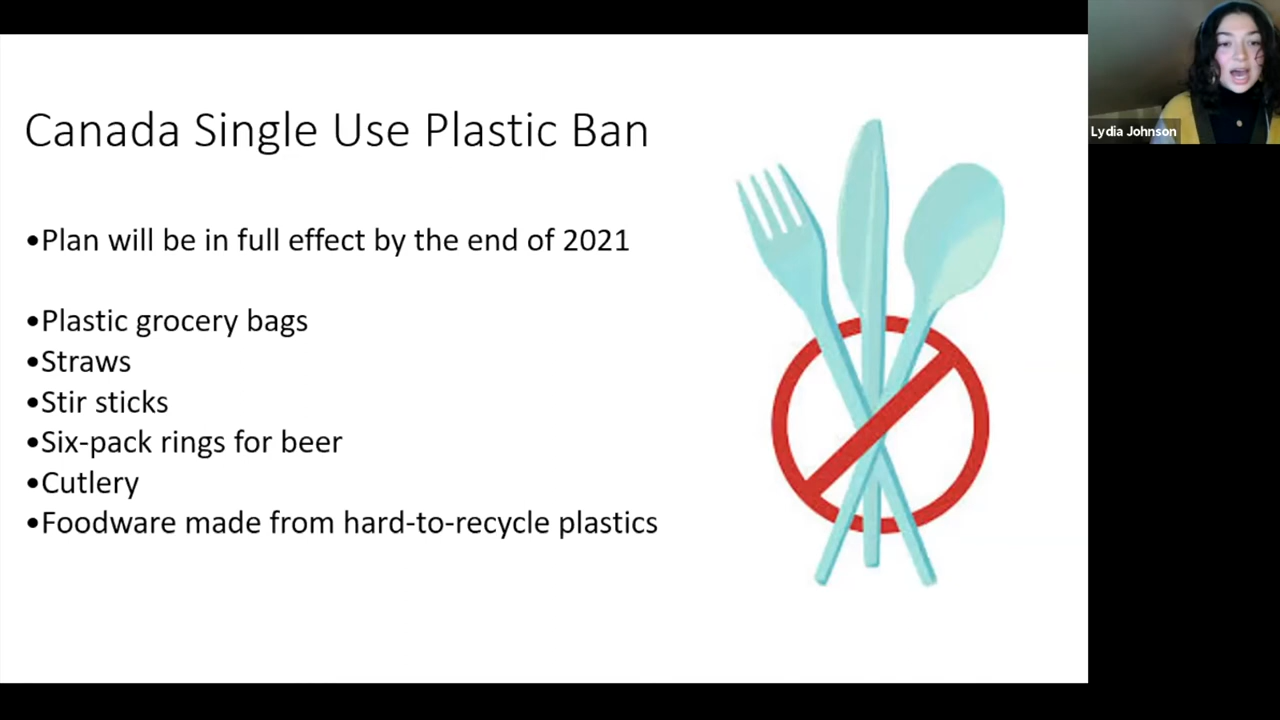 Canada Single Use Plastic Ban
•Plan will be in full effect by the end of 2021
•Plastic grocery bags
•Straws
•Stir sticks
•Six-pack rings for beer
•Cutlery
•Foodware made from hard-to-recycle plastics
Lydia Johnson